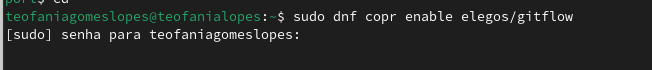 teofaniagomeslopes@teofanialopes:~$ sudo dnf copr enable elegos/gitflow
[sudo] senha para teofaniagomeslopes: